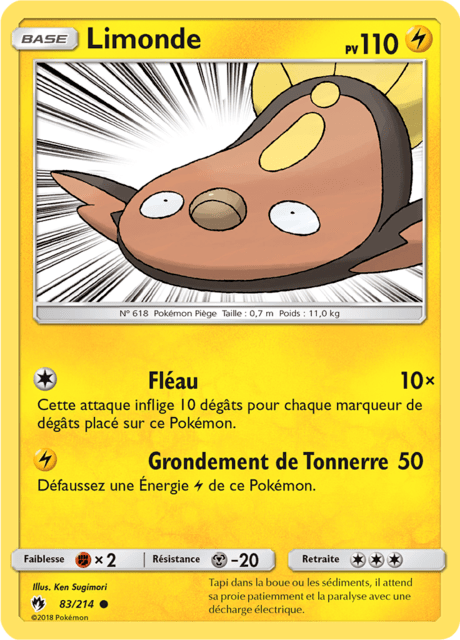 BASE Limonde PV110
N° 618 Pokémon Piège Taille : 0,7 m Poids : 11,0 kg
Fléau 10×
Cette attaque inflige 10 dégâts pour chaque marqueur de
dégâts placé sur ce Pokémon.
Grondement de Tonnerre 50
Défaussez une Énergie de ce Pokémon.
Faiblesse ×2 Résistance -20 Retraite
Illus. Ken Sugimori
83/214
©2018 Pokémon
Tapi dans la boue ou les sédiments, il attend
sa proie patiemment et la paralyse avec une
décharge électrique.